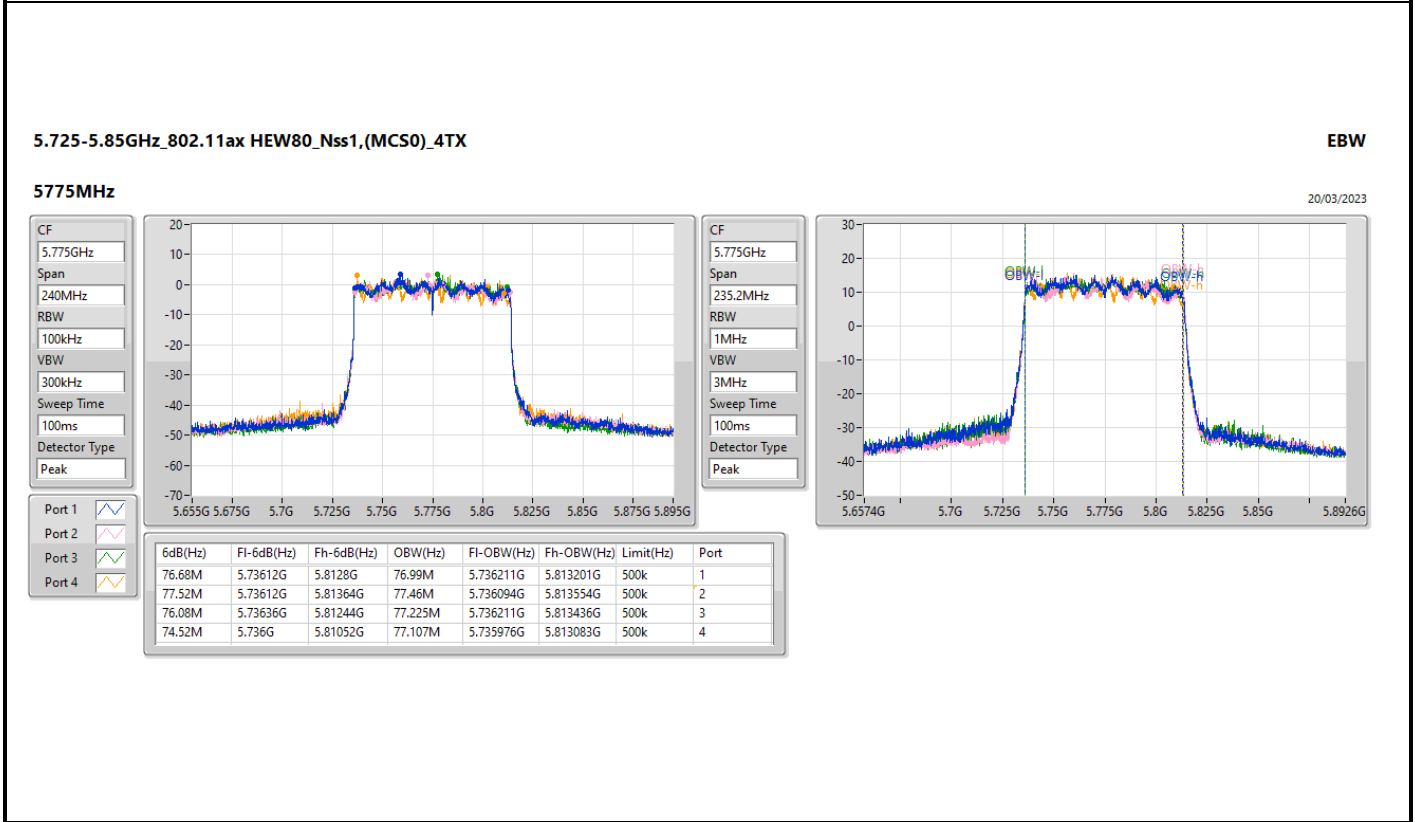 5.725-5.85GHz_802.11ax HEW80_Nss1,(MCS0)_4TX EBW
5775MHz 20/03/2023
CF
5.775GHz
Span
240MHz
RBW
100kHz
VBW
300kHz
Sweep Time
100ms
Detector Type
Peak
Port 1
Port 2
Port 3
Port 4
20
10
0
-10
-20
-30
-40
-50
-60
-70
5.655G 5.675G 5.7G 5.725G 5.75G 5.775G 5.8G 5.825G 5.85G 5.875G 5.895G
CF
5.775GHz
Span
235.2MHz
RBW
1MHz
VBW
3MHz
Sweep Time
100ms
Detector Type
Peak
30
20
10
0
-10
-20
-30
-40
-50
OBW-l OBW-h
5.6574G 5.7G 5.725G 5.75G 5.775G 5.8G 5.825G 5.85G 5.8926G
6dB(Hz) Fl-6dB(Hz) Fh-6dB(Hz) OBW(Hz) Fl-OBW(Hz) Fh-OBW(Hz) Limit(Hz) Port
76.68M 5.73612G 5.8128G 76.99M 5.736211G 5.813201G 500k 1
77.52M 5.73612G 5.81364G 77.46M 5.736094G 5.813554G 500k 2
76.08M 5.73636G 5.81244G 77.225M 5.736211G 5.813436G 500k 3
74.52M 5.736G 5.81052G 77.107M 5.735976G 5.813083G 500k 4